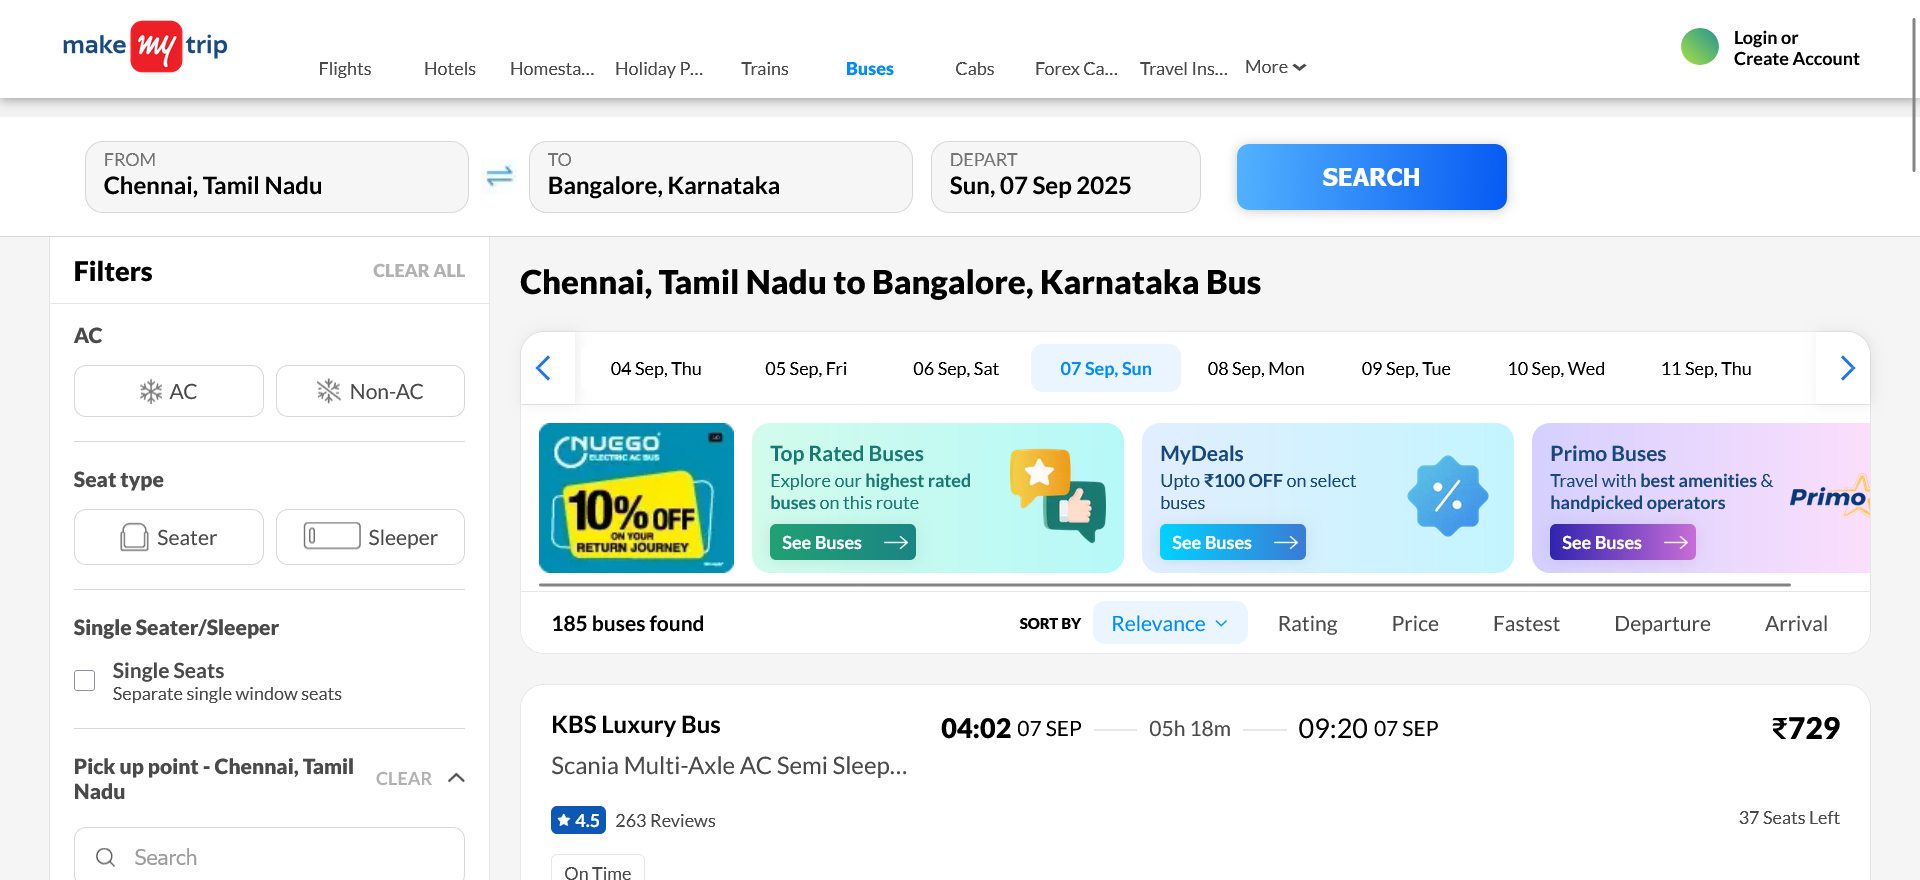 make my trip
Flights
Hotels
Homesta...
Holiday P...
Trains
Buses
Cabs
Forex Ca...
Travel Ins...
More
Login or
Create Account
FROM
Chennai, Tamil Nadu
TO
Bangalore, Karnataka
DEPART
Sun, 07 Sep 2025
SEARCH
Filters
CLEAR ALL
AC
AC
Non-AC
Seat type
Seater
Sleeper
Single Seater/Sleeper
Single Seats
Separate single window seats
Pick up point - Chennai, Tamil
Nadu
CLEAR
Search
Chennai, Tamil Nadu to Bangalore, Karnataka Bus
04 Sep, Thu
05 Sep, Fri
06 Sep, Sat
07 Sep, Sun
08 Sep, Mon
09 Sep, Tue
10 Sep, Wed
11 Sep, Thu
NUEGO
ELECTRIC AC BUS
10% OFF
ON YOUR
RETURN JOURNEY
Top Rated Buses
Explore our highest rated
buses on this route
See Buses
MyDeals
Upto ₹100 OFF on select
buses
See Buses
Primo Buses
Travel with best amenities &
handpicked operators
See Buses
Primo
185 buses found
SORT BY
Relevance
Rating
Price
Fastest
Departure
Arrival
KBS Luxury Bus
04:02 07 SEP
05h 18m
09:20 07 SEP
₹729
Scania Multi-Axle AC Semi Sleep...
4.5
263 Reviews
37 Seats Left
On Time